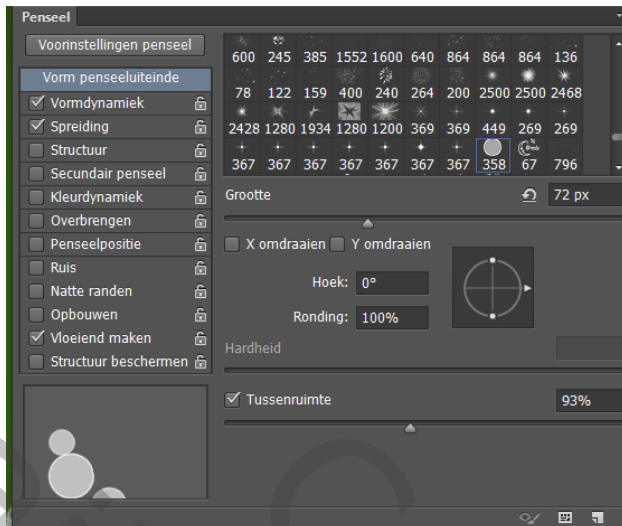 Penseel
Voorinstellingen penseel
Vorm penseeluiteinde
Vormdynamiek
Spreiding
Structuur
Secundair penseel
Kleurdynamiek
Overbrengen
Penseelpositie
Ruis
Natte randen
Opbouwen
Vloeiend maken
Structuur beschermen
600 245 385 1552 1600 640 864 864 864 136
78 122 159 400 240 264 200 2500 2500 2468
2428 1280 1934 1280 1200 369 369 449 269 269
367 367 367 367 367 367 367 358 67 796
Grootte 72 px
X omdraaien Y omdraaien
Hoek: 0°
Ronding: 100%
Hardheid
Tussenruimte 93%